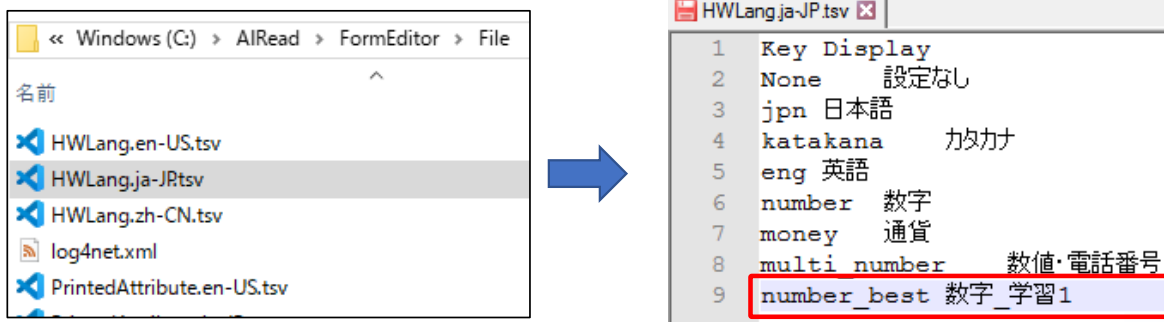 « Windows (C:) > AIRead > FormEditor > File
名前
HWLang.en-US.tsv
HWLang.ja-JP.tsv
HWLang.zh-CN.tsv
log4net.xml
PrintedAttribute.en-US.tsv
HWLang.ja-JP.tsv
1 Key Display
2 None 設定なし
3 jpn 日本語
4 katakana カタカナ
5 eng 英語
6 number 数字
7 money 通貨
8 multi_number 数値・電話番号
9 number_best 数字_学習1